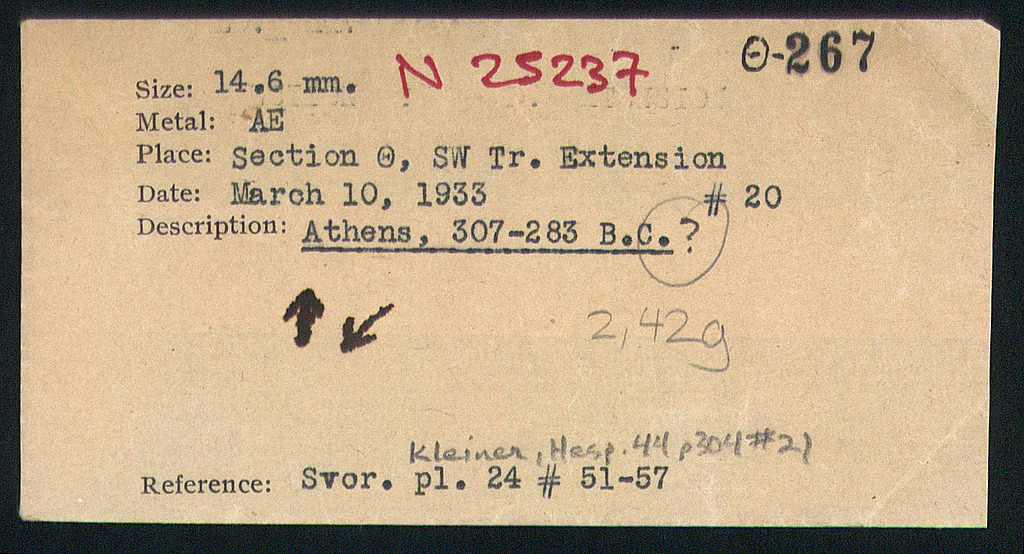 N 25237
Θ-267
Size: 14.6 mm.
Metal: AE
Place: Section Θ, SW Tr. Extension
Date: March 10, 1933 # 20
Description: Athens, 307-283 B.C.?
2,42g
Kleiner, Hesp. 44 p304 #21
Reference: Svor. pl. 24 # 51-57